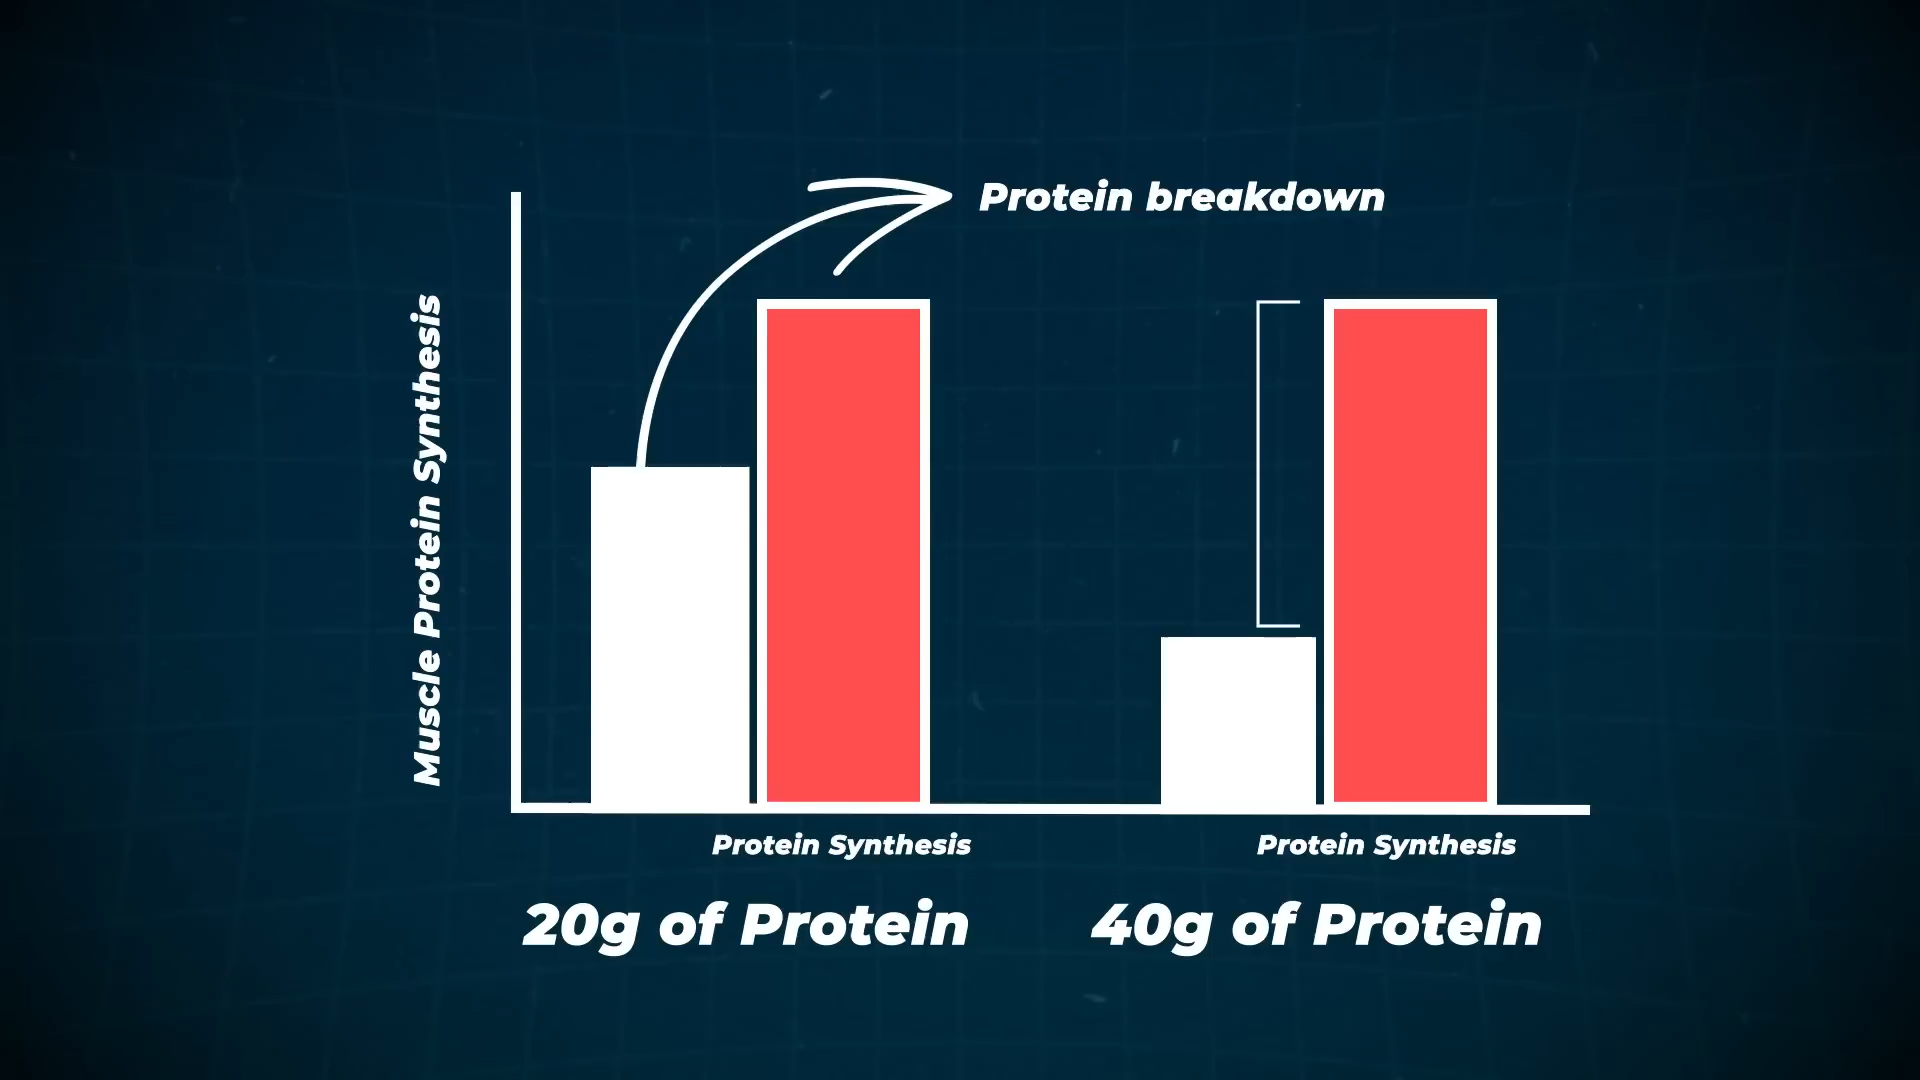 Protein breakdown
Muscle Protein Synthesis
Protein Synthesis
Protein Synthesis
20g of Protein
40g of Protein